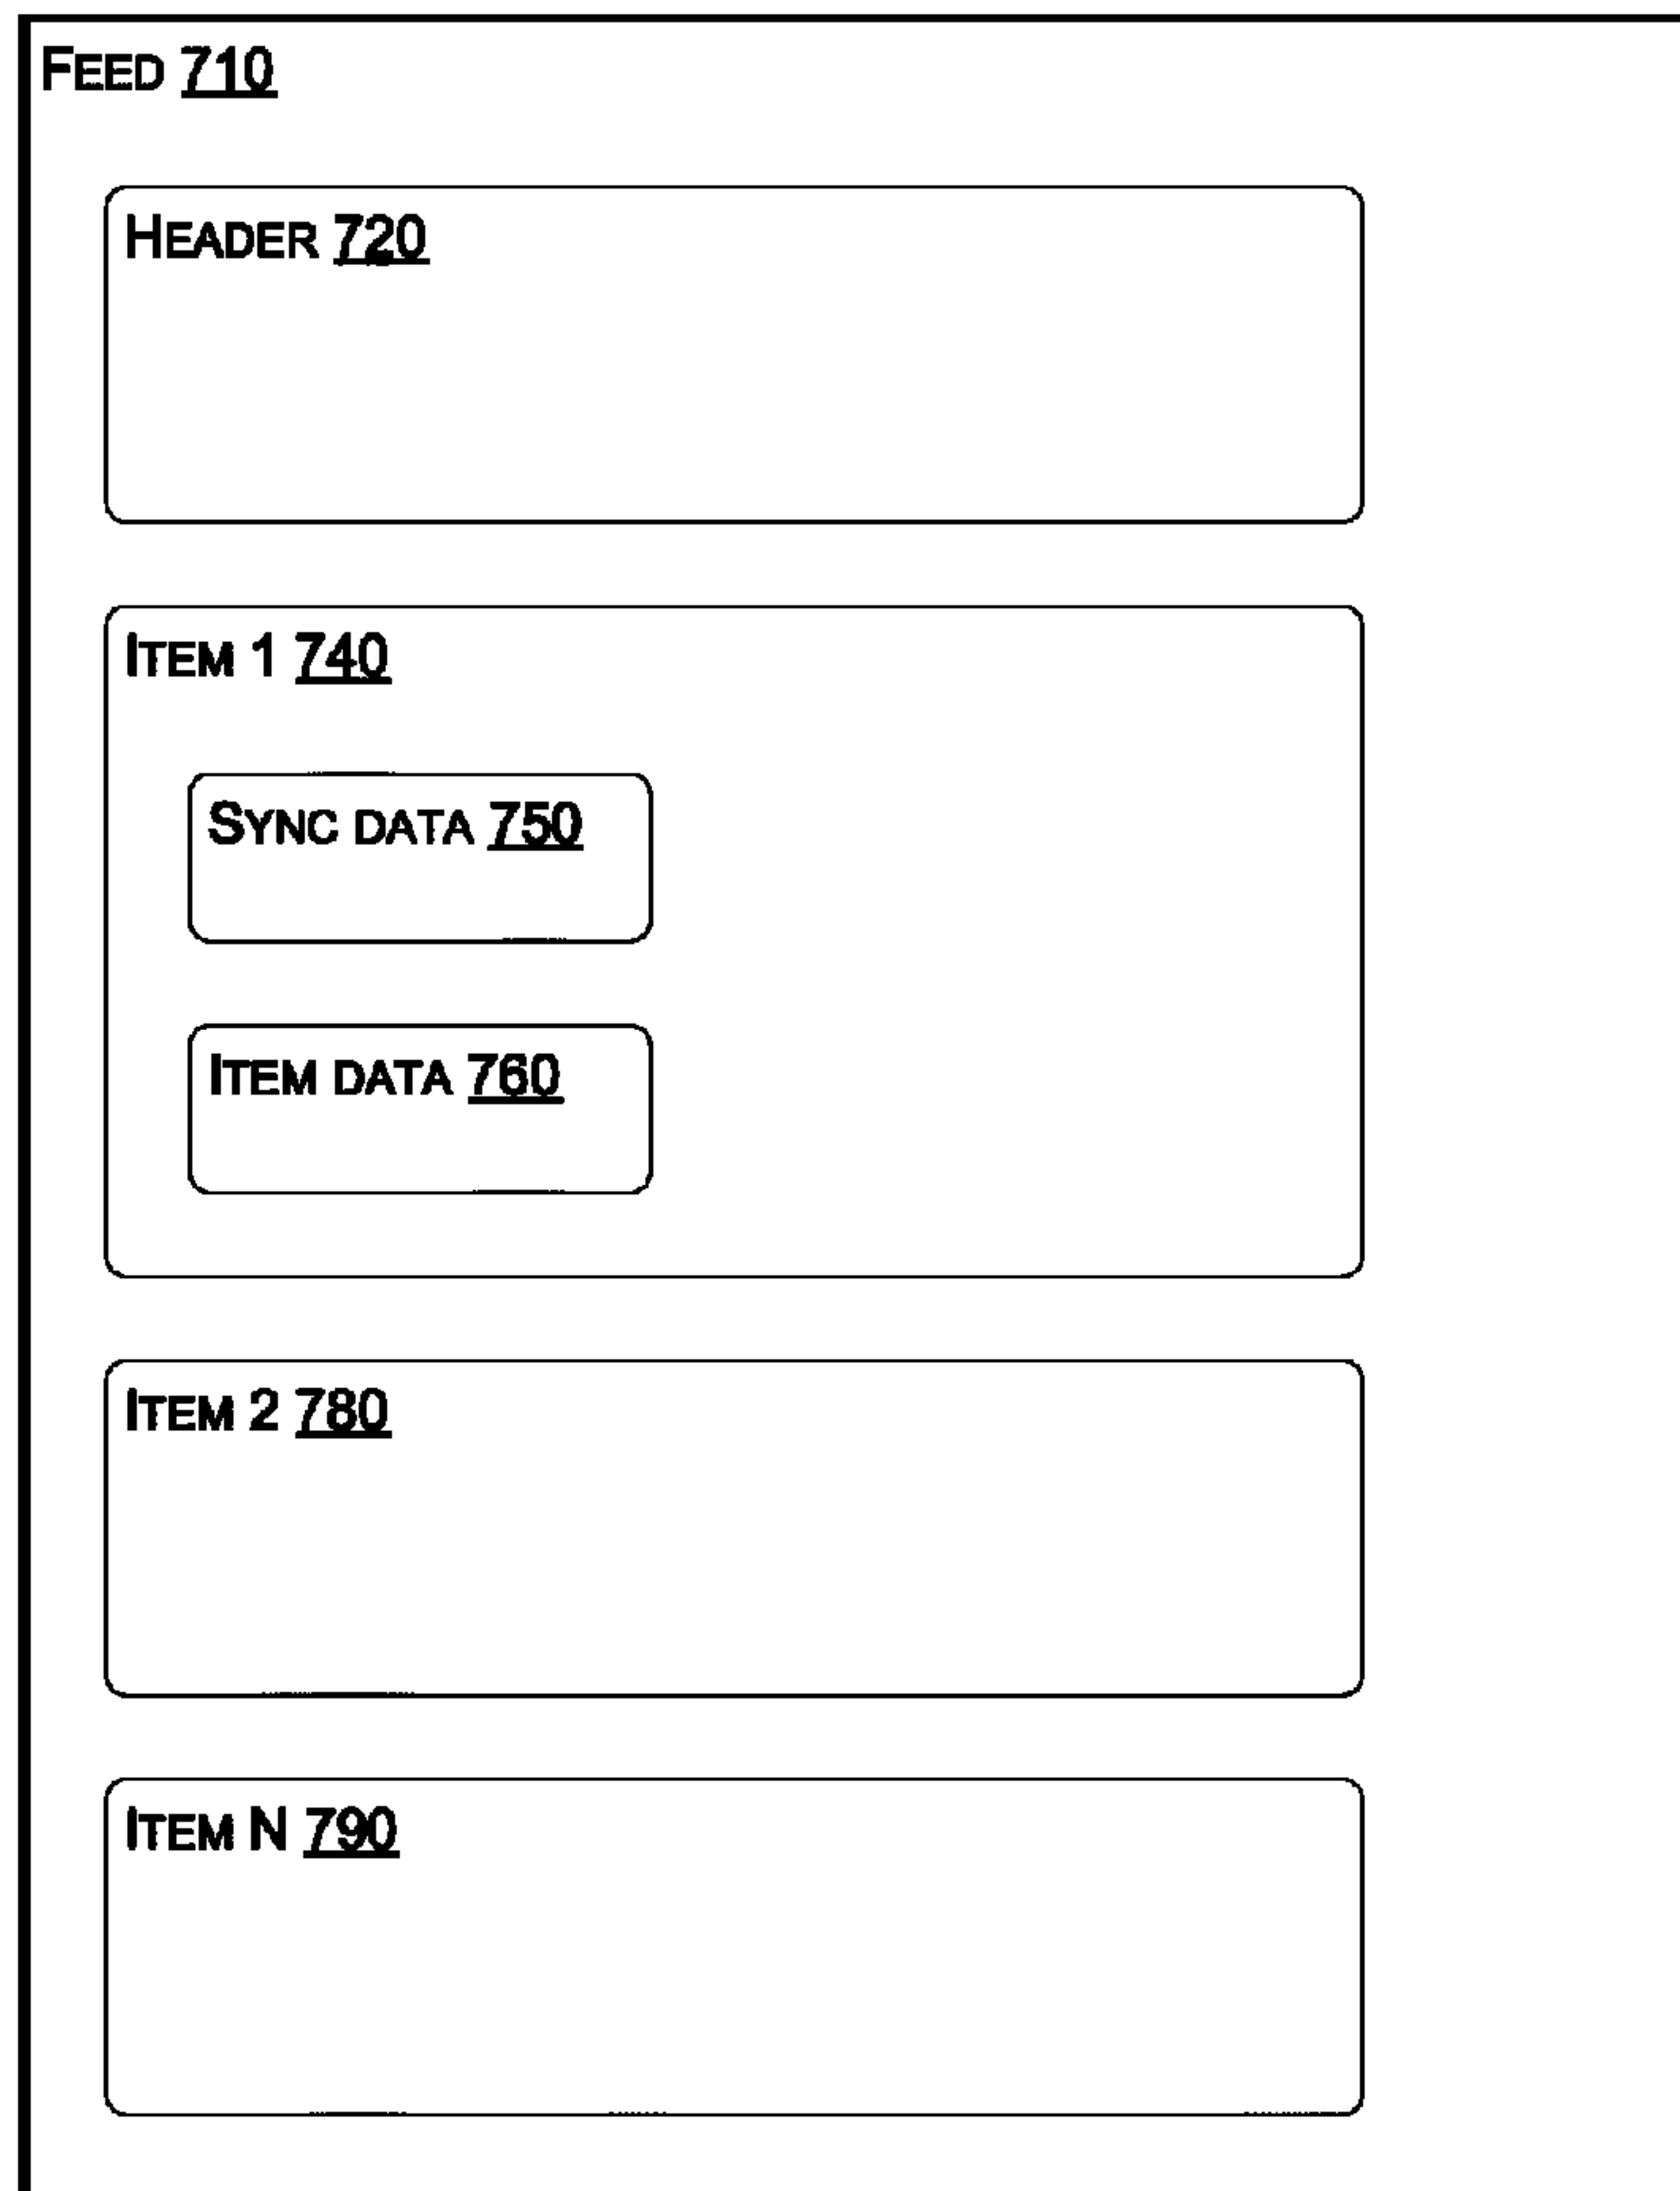 FEED 710
HEADER 720
ITEM 1 740
SYNC DATA 750
ITEM DATA 760
ITEM 2 780
ITEM N 790